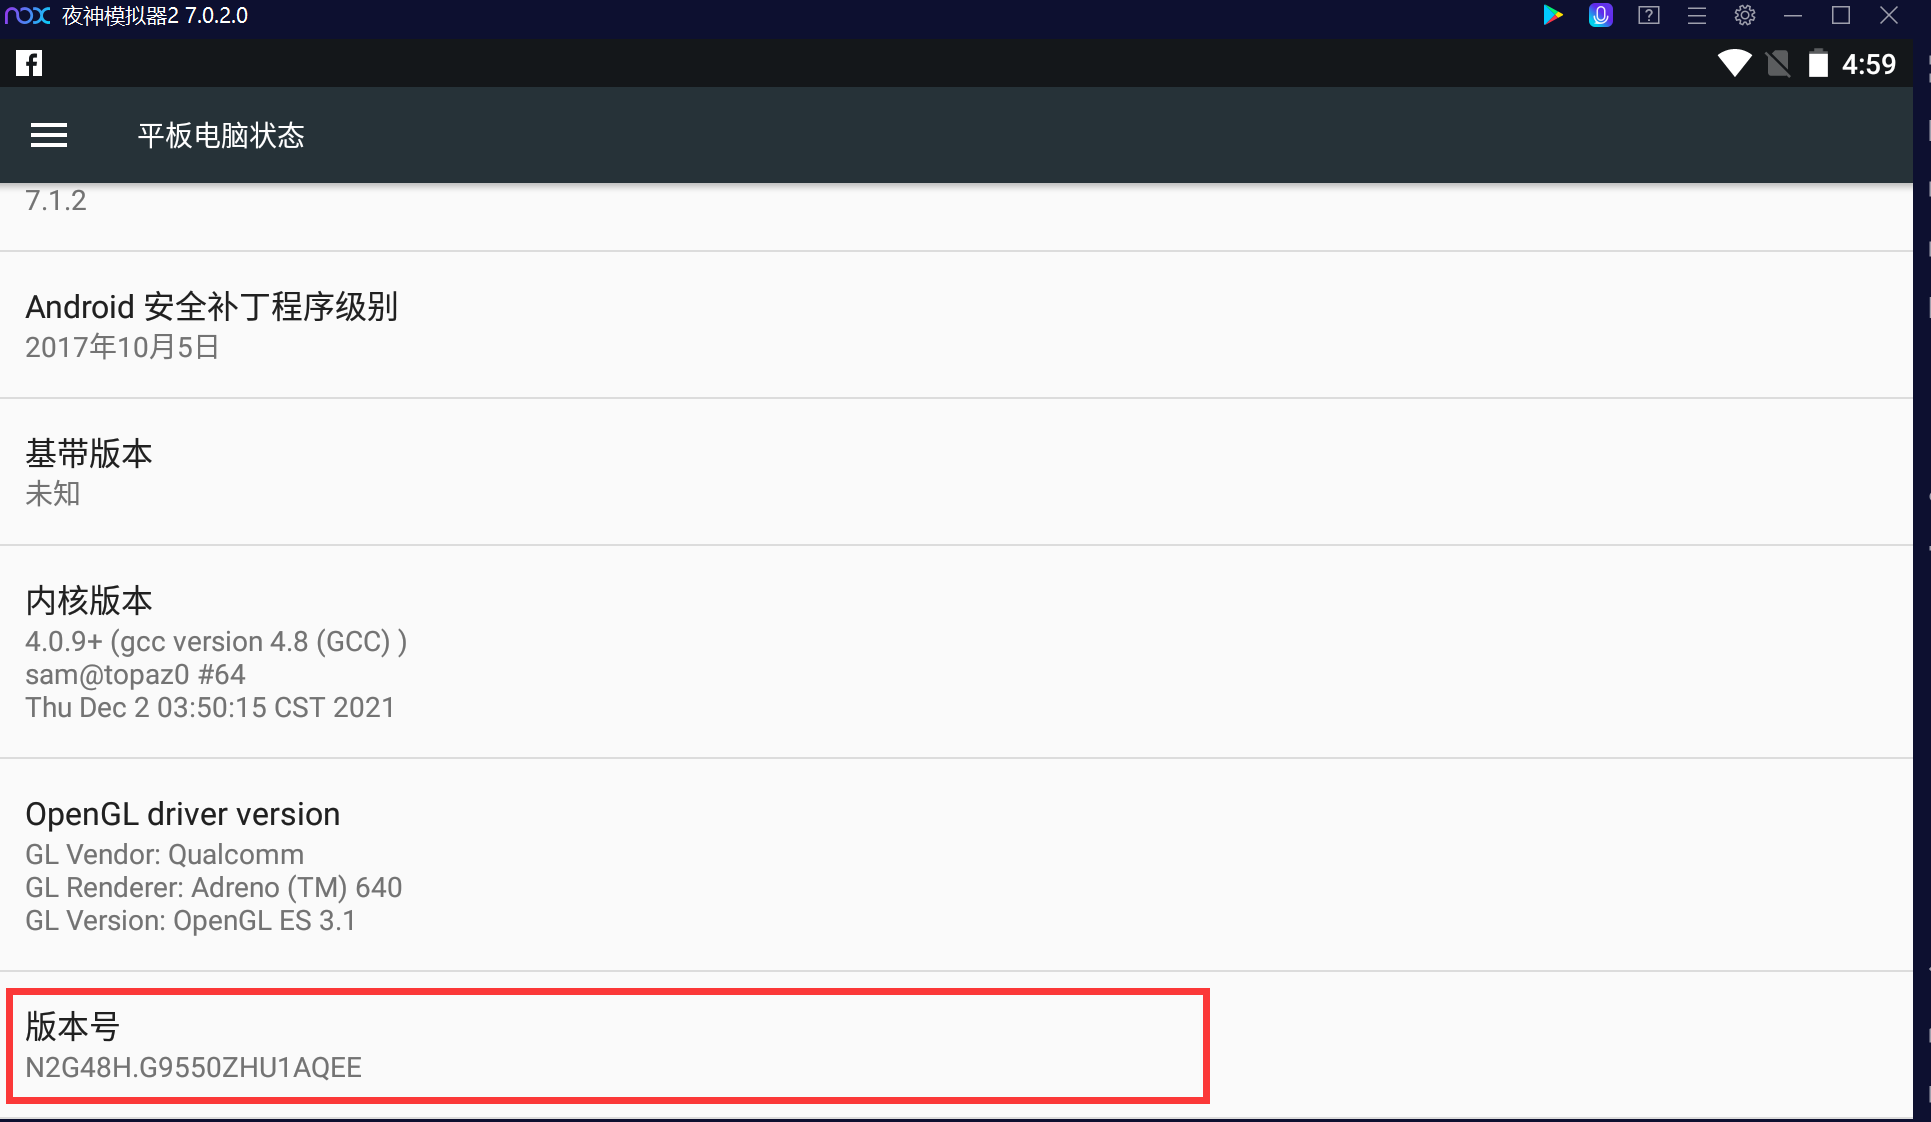 nox 夜神模拟器2 7.0.2.0
4:59
平板电脑状态
7.1.2
Android 安全补丁程序级别
2017年10月5日
基带版本
未知
内核版本
4.0.9+ (gcc version 4.8 (GCC) )
sam@topaz0 #64
Thu Dec 2 03:50:15 CST 2021
OpenGL driver version
GL Vendor: Qualcomm
GL Renderer: Adreno (TM) 640
GL Version: OpenGL ES 3.1
版本号
N2G48H.G9550ZHU1AQEE